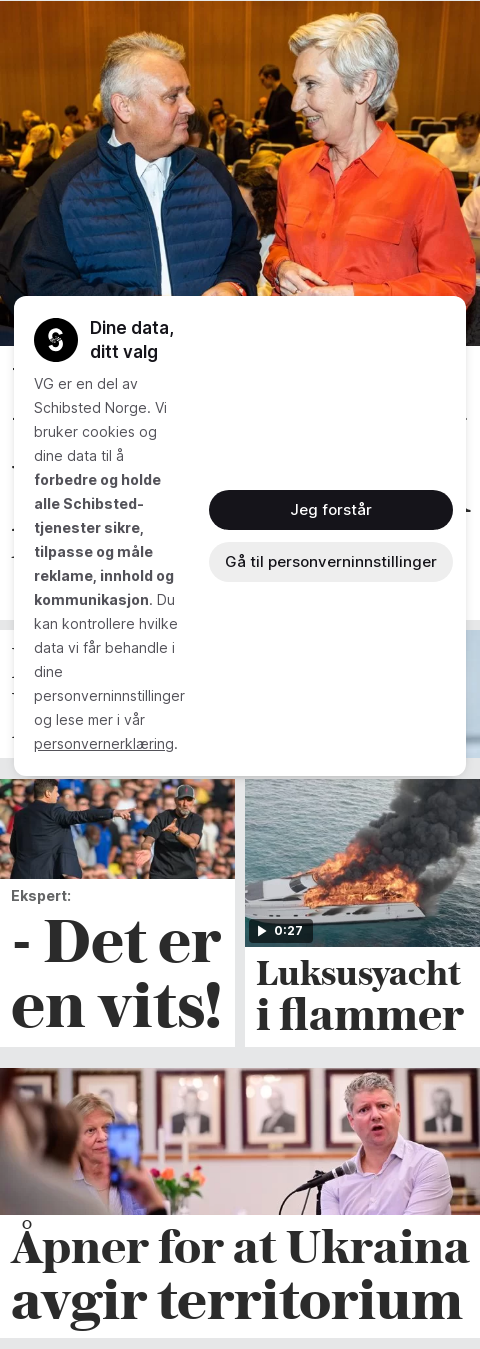 Dine data,
ditt valg
VG er en del av
Schibsted Norge. Vi
bruker cookies og
dine data til å
forbedre og holde
alle Schibsted-
tjenester sikre,
tilpasse og måle
reklame, innhold og
kommunikasjon. Du
kan kontrollere hvilke
data vi får behandle i
dine
personverninnstillinger
og lese mer i vår
personvernerklæring.
Jeg forstår
Gå til personverninnstillinger
Ekspert:
- Det er
en vits!
0:27
Luksusyacht
i flammer
Åpner for at Ukraina
avgir territorium